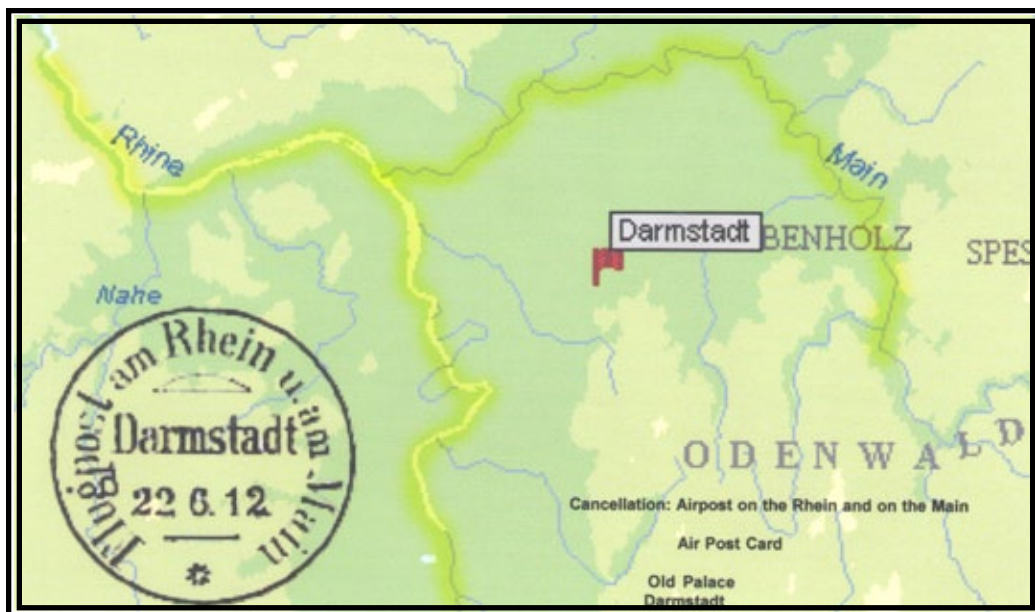 Rhine
Main
Darmstadt
BENHOLZ
SPES
Nahe
Flugpost am Rhein u. am Main
Darmstadt
22 6. 12
ODENWALD
Cancellation: Airpost on the Rhein and on the Main
Air Post Card
Old Palace
Darmstadt